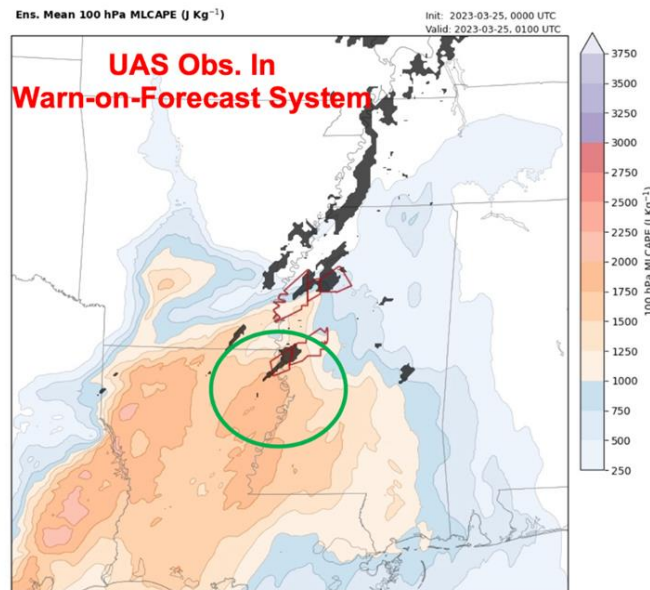 Ens. Mean 100 hPa MLCAPE (J Kg⁻¹)
Init: 2023-03-25, 0000 UTC
Valid: 2023-03-25, 0100 UTC
UAS Obs. In
Warn-on-Forecast System
3750
3500
3250
3000
2750
2500
2250
2000
1750
1500
1250
1000
750
500
250
100 hPa MLCAPE (J Kg⁻¹)